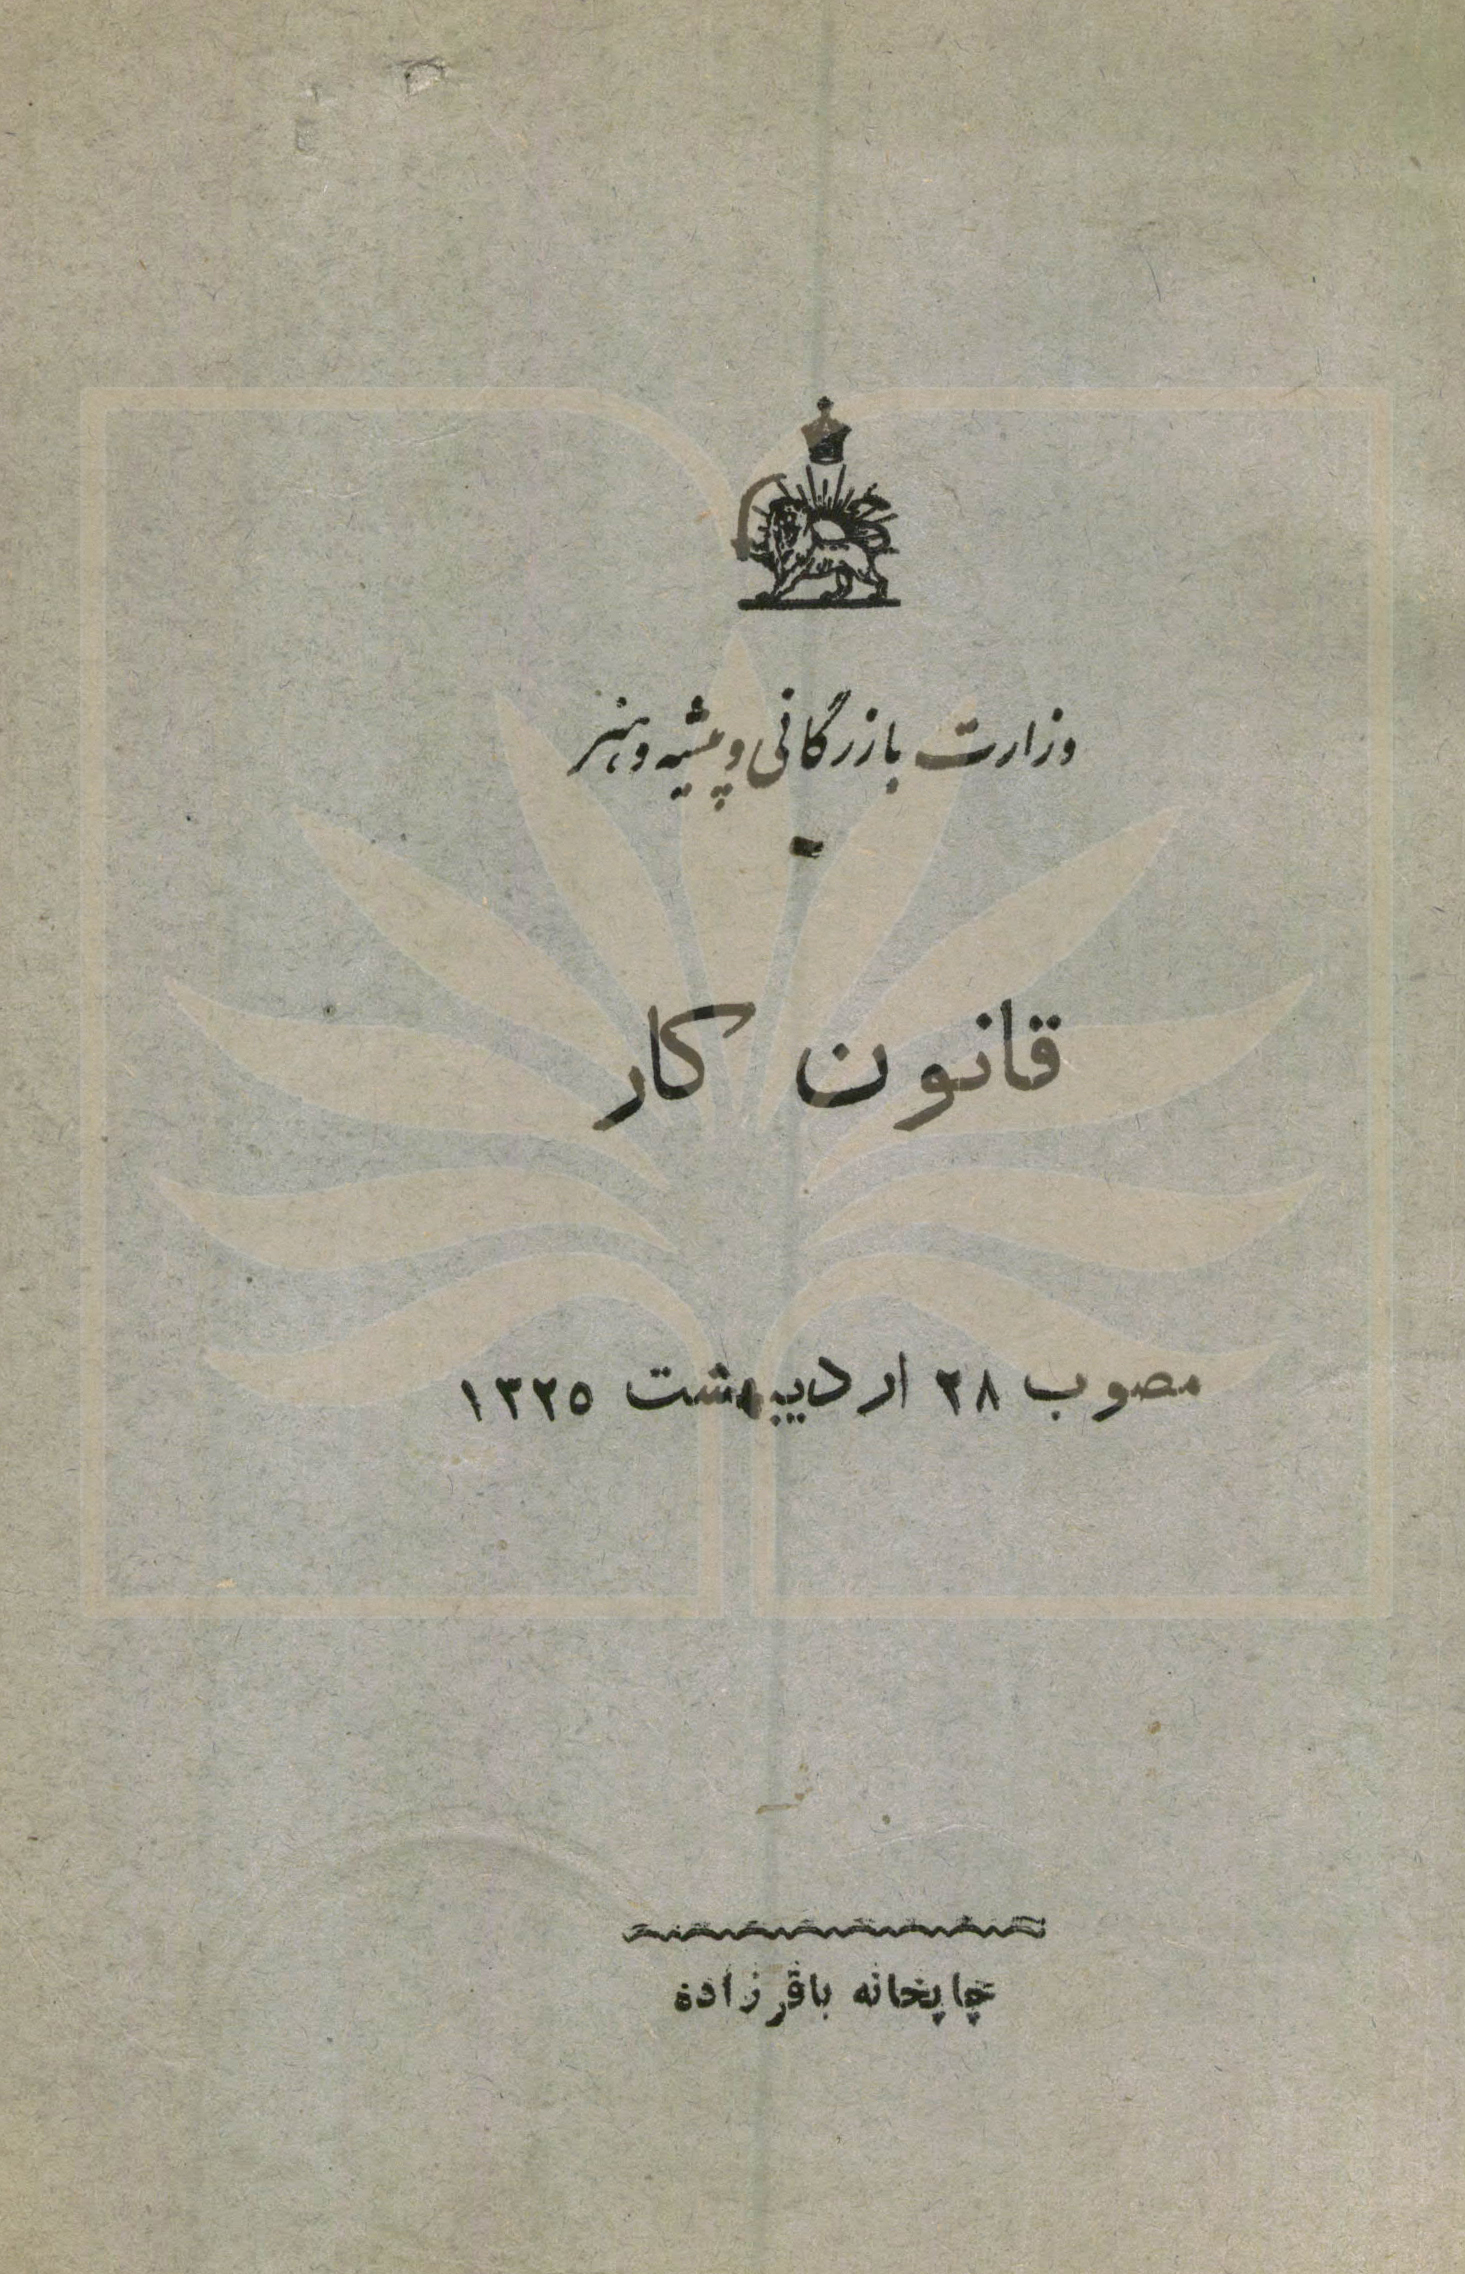 وزارت بازرگانی و پیشه و هنر
قانون کار
مصوب ۲۸ اردیبهشت ۱۳۲۵
چاپخانه باقرزاده